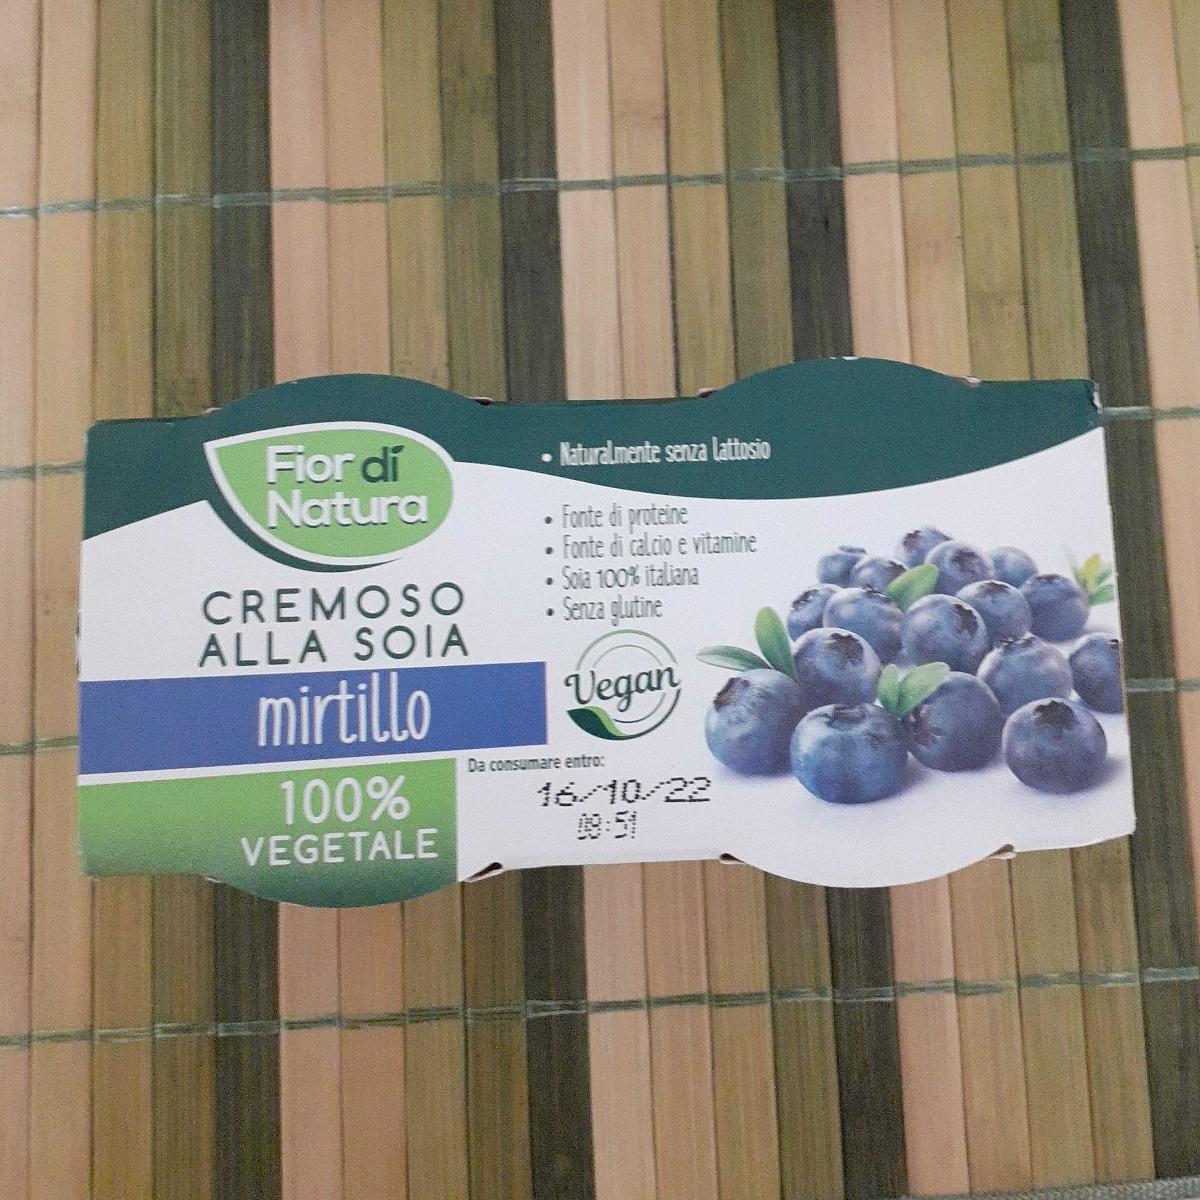 Fior di
Natura
CREMOSO
ALLA SOIA
mirtillo
100%
VEGETALE
• Naturalmente senza lattosio
• Fonte di proteine
• Fonte di calcio e vitamine
• Soia 100% italiana
• Senza glutine
Vegan
Da consumare entro:
16/10/22
08:51